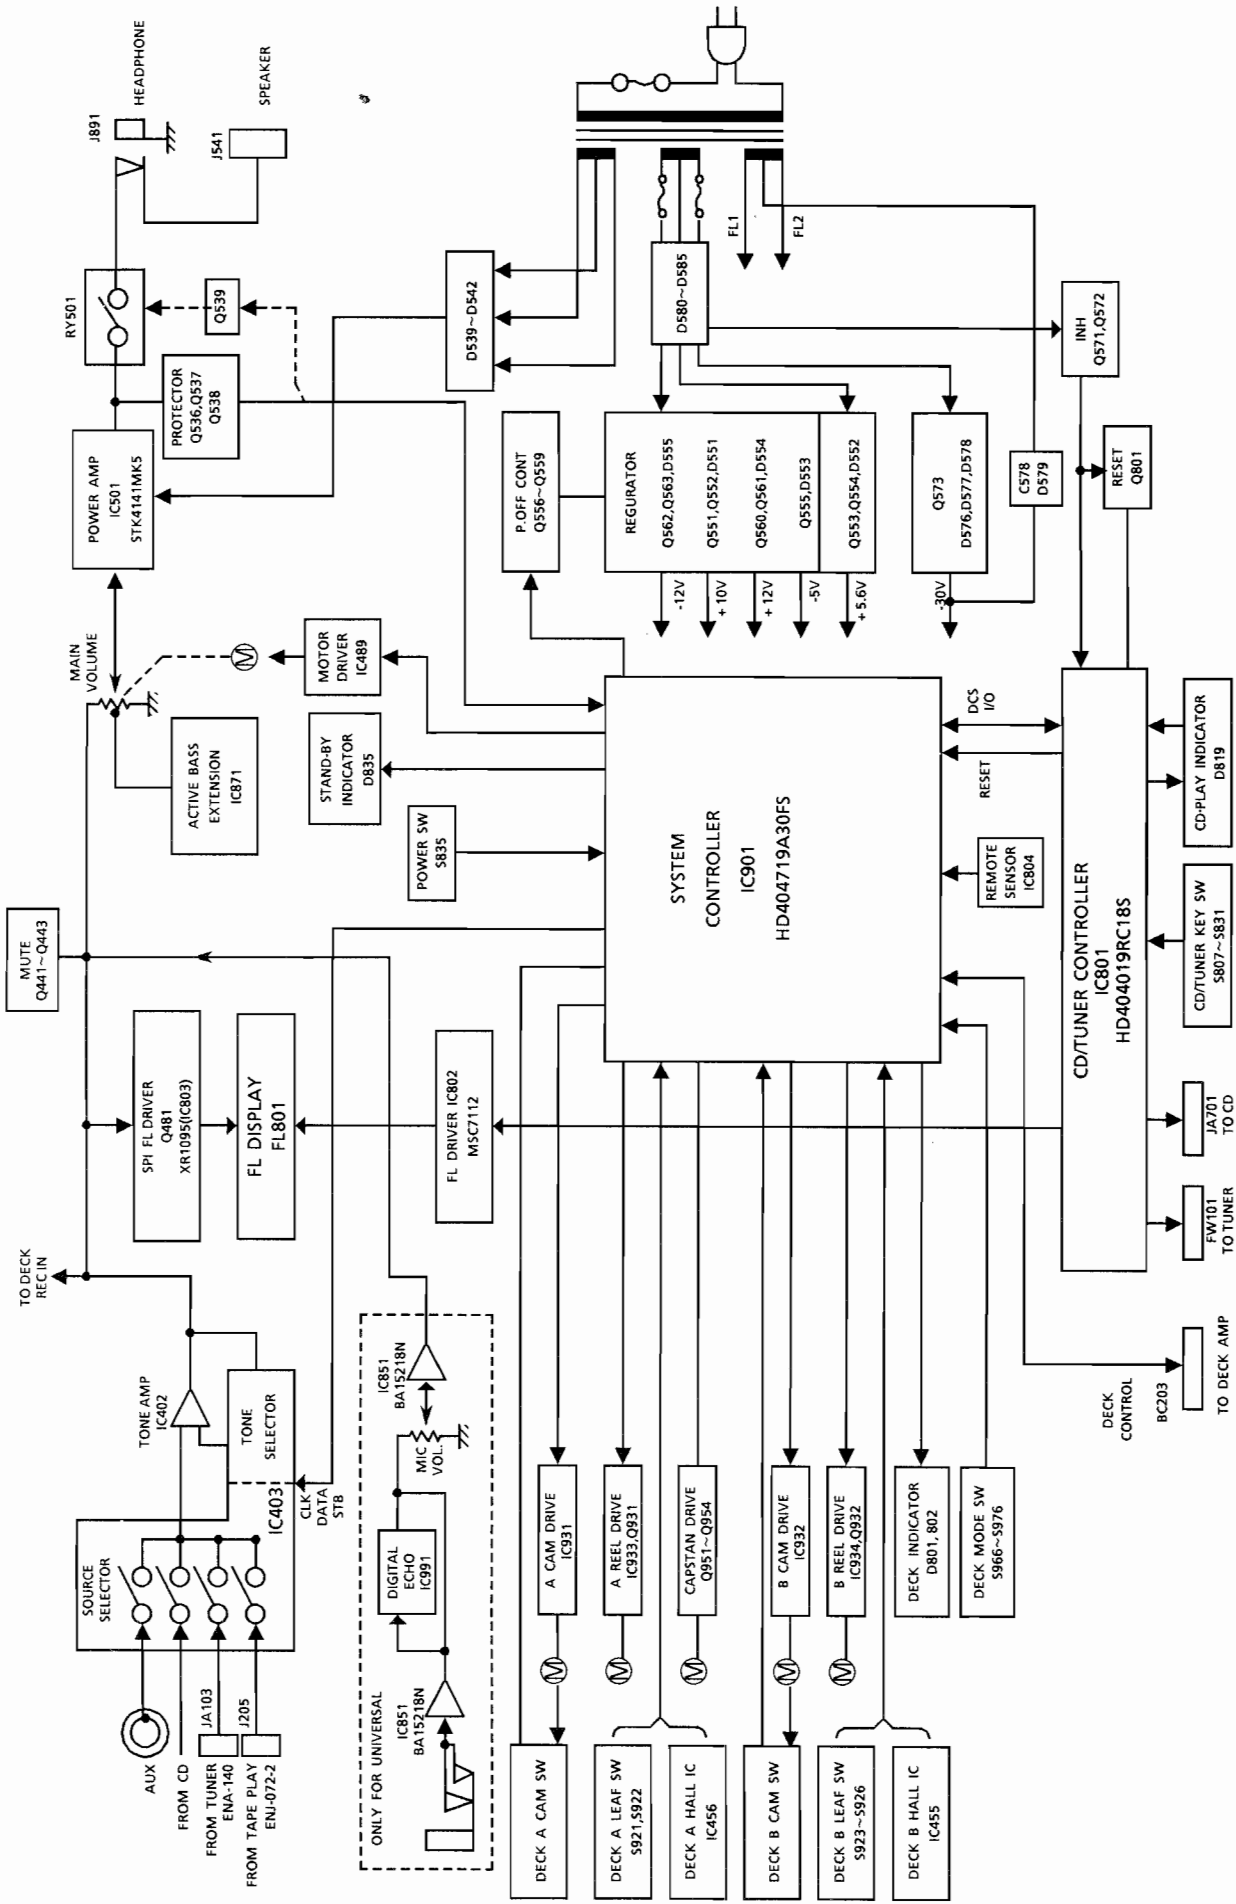 AUX
FROM CD
FROM TUNER
ENA-140
JA103
FROM TAPE PLAY
ENJ-072-2
J205
SOURCE
SELECTOR
TONE AMP
IC402
TONE
SELECTOR
IC403
CLK
DATA
STB
TO DECK
REC IN
SPI FL DRIVER
Q481
XR1095(IC803)
FL DISPLAY
FL801
FL DRIVER IC802
MSC7112
MUTE
Q441~Q443
MAIN
VOLUME
ACTIVE BASS
EXTENSION
IC871
POWER AMP
IC501
STK4141MK5
PROTECTOR
Q536,Q537
Q538
RY501
Q539
J891
HEADPHONE
J541
SPEAKER
MOTOR
DRIVER
IC489
M
STAND-BY
INDICATOR
D835
POWER SW
S835
D539~D542
P.OFF CONT
Q556~Q559
REGURATOR
Q562,Q563,D555
Q551,Q552,D551
Q560,Q561,D554
Q555,D553
Q553,Q554,D552
-12V
+10V
+12V
-5V
+5.6V
-30V
Q573
D576,D577,D578
D580~D585
FL1
FL2
C578
D579
INH
Q571,Q572
RESET
Q801
ONLY FOR UNIVERSAL
IC851
BA15218N
DIGITAL
ECHO
IC991
MIC
VOL.
IC851
BA15218N
SYSTEM
CONTROLLER
IC901
HD404719A30FS
DCS
I/O
RESET
REMOTE
SENSOR
IC804
CD/TUNER CONTROLLER
IC801
HD404019RC18S
CD-PLAY INDICATOR
D819
CD/TUNER KEY SW
S807~S831
JA701
TO CD
FW101
TO TUNER
DECK
CONTROL
BC203
TO DECK AMP
A CAM DRIVE
IC931
A REEL DRIVE
IC933,Q931
CAPSTAN DRIVE
Q951~Q954
B CAM DRIVE
IC932
B REEL DRIVE
IC934,Q932
DECK INDICATOR
D801, 802
DECK MODE SW
S966~S976
M
M
M
M
M
DECK A CAM SW
DECK A LEAF SW
S921,S922
DECK A HALL IC
IC456
DECK B CAM SW
DECK B LEAF SW
S923~S926
DECK B HALL IC
IC455